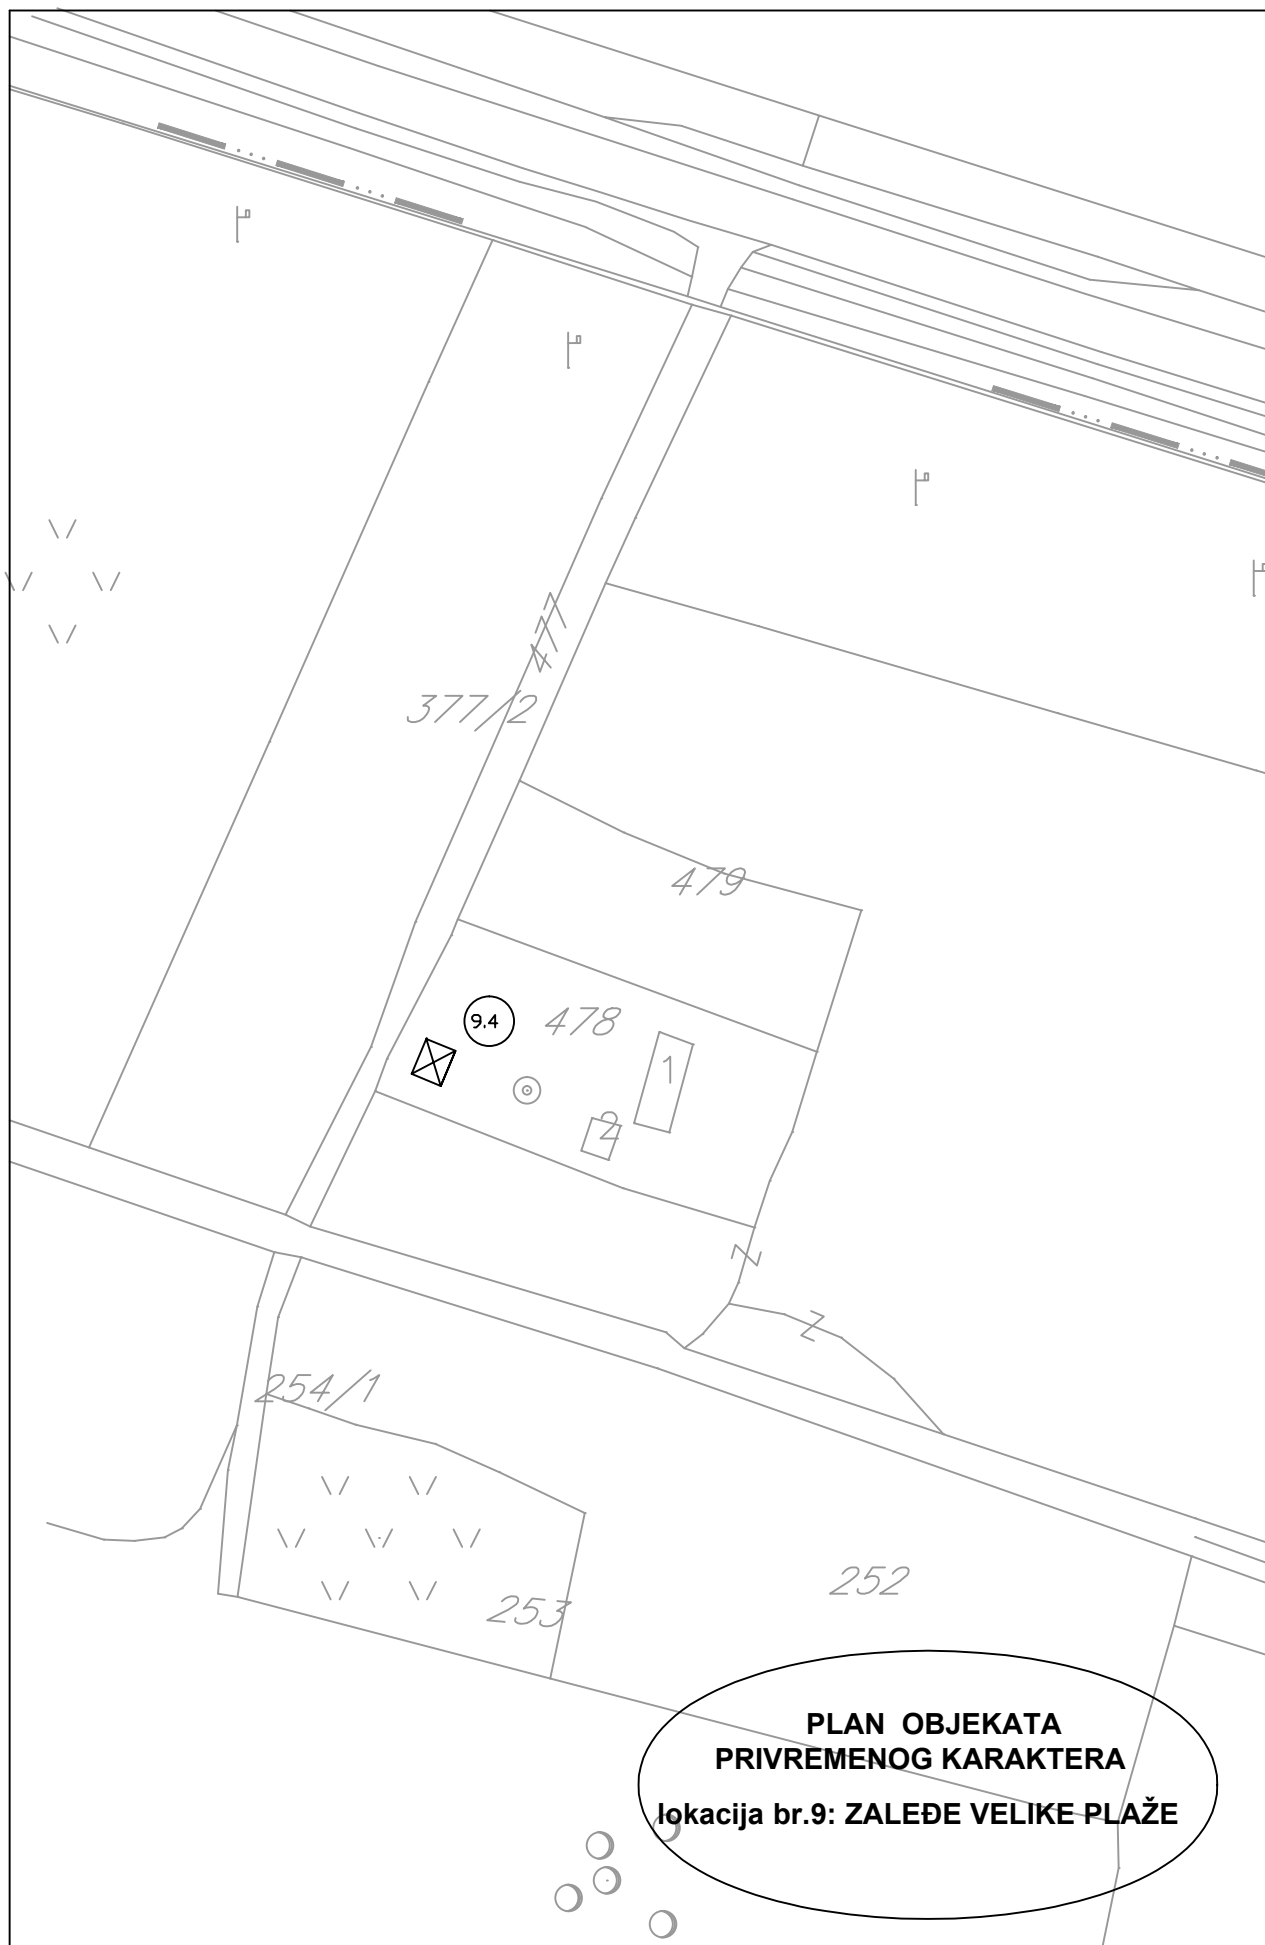 477
377/2
479
9.4
478
1
2
Z
Z
254/1
253
252
PLAN OBJEKATA
PRIVREMENOG KARAKTERA
lokacija br.9: ZALEĐE VELIKE PLAŽE